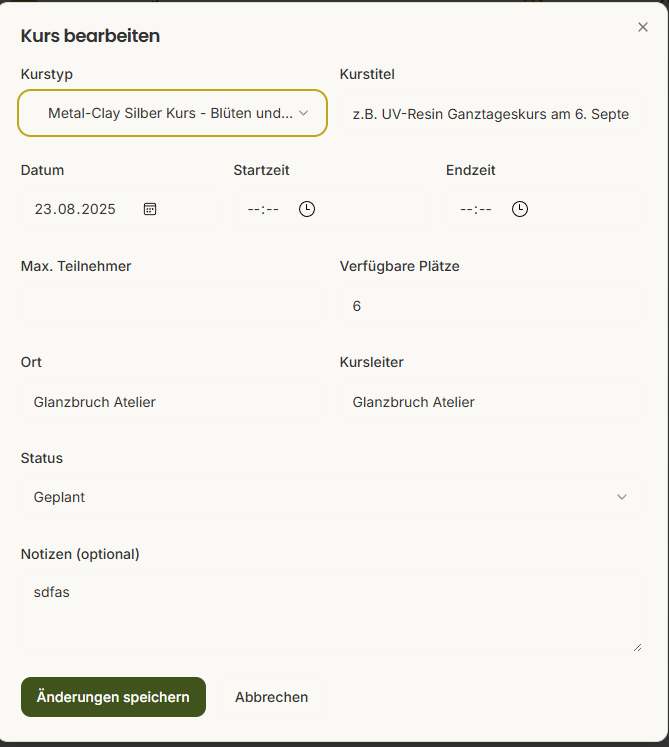 Kurs bearbeiten
Kurstyp
Kurstitel
Metal-Clay Silber Kurs - Blüten und...
z.B. UV-Resin Ganztageskurs am 6. Septe
Datum
Startzeit
Endzeit
23.08.2025
--:--
--:--
Max. Teilnehmer
Verfügbare Plätze
6
Ort
Kursleiter
Glanzbruch Atelier
Glanzbruch Atelier
Status
Geplant
Notizen (optional)
sdfas
Änderungen speichern
Abbrechen